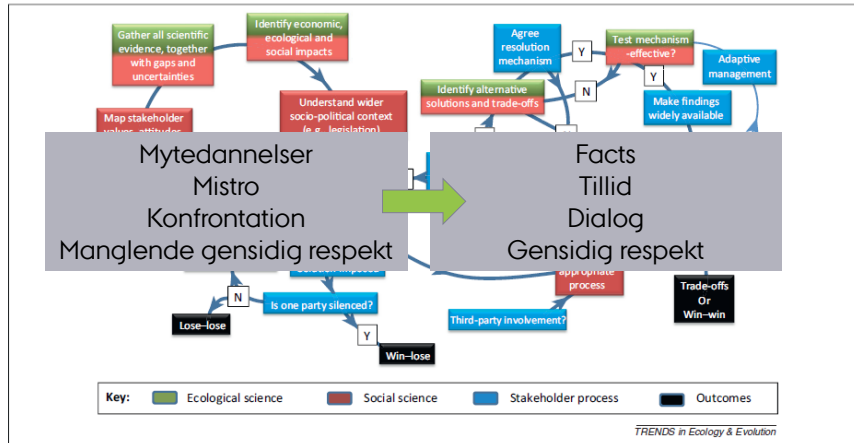 Gather all scientific
evidence, together
with gaps and
uncertainties
Identify economic,
ecological and
social impacts
Map stakeholder
values, attitudes
Understand wider
socio-political context
(e.g., legislation)
Agree
resolution
mechanism
Y
Test mechanism
-effective?
Adaptive
management
Identify alternative
solutions and trade-offs
N
Y
Make findings
widely available
Mytedannelser
Mistro
Konfrontation
Manglende gensidig respekt
Facts
Tillid
Dialog
Gensidig respekt
appropriate
process
N
Is one party silenced?
Third-party involvement?
Trade-offs
Or
Win–win
Lose–lose
Y
Win–lose
Key:
Ecological science
Social science
Stakeholder process
Outcomes
TRENDS in Ecology & Evolution